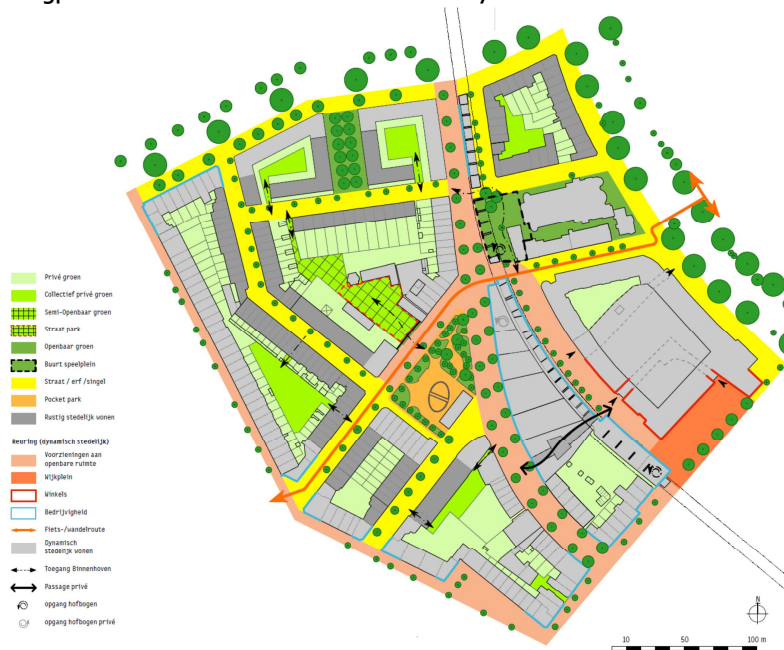 Privé groen
Collectief privé groen
Semi-Openbaar groen
Straat park
Openbaar groen
Buurt speelplein
Straat / erf /singel
Pocket park
Rustig stedelijk wonen
Reuring (dynamisch stedelijk)
Voorzieningen aan
openbare ruimte
Wijkplein
Winkels
Bedrijvigheid
Fiets-/wandelroute
Dynamisch
stedelijk wonen
Toegang Binnenhoven
Passage privé
opgang hofbogen
opgang hofbogen privé
N
10 50 100 m